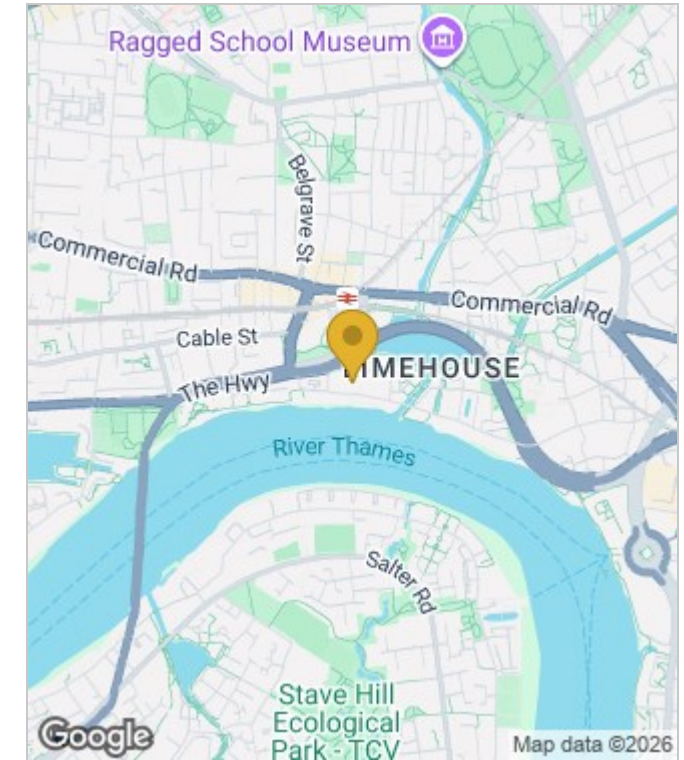 Ragged School Museum
Belgrave St
Commercial Rd
Commercial Rd
Cable St
LIMEHOUSE
The Hwy
River Thames
Salter Rd
Stave Hill
Ecological
Park - TCV
Google
Map data ©2026